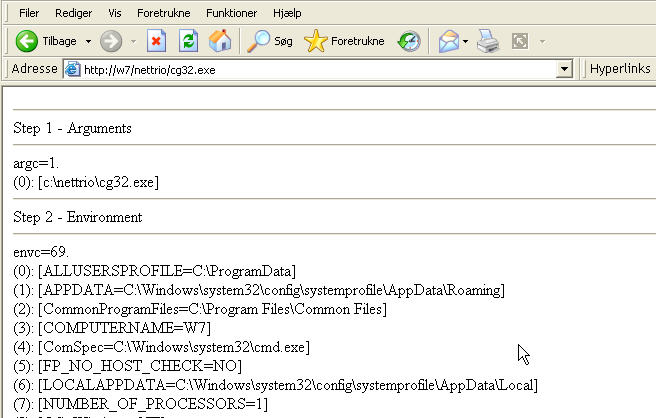 Filer Rediger Vis Foretrukne Funktioner Hjælp
Tilbage Søg Foretrukne
Adresse http://w7/nettrio/cg32.exe Hyperlinks
Step 1 - Arguments
argc=1.
(0): [c:\nettrio\cg32.exe]
Step 2 - Environment
envc=69.
(0): [ALLUSERSPROFILE=C:\ProgramData]
(1): [APPDATA=C:\Windows\system32\config\systemprofile\AppData\Roaming]
(2): [CommonProgramFiles=C:\Program Files\Common Files]
(3): [COMPUTERNAME=W7]
(4): [ComSpec=C:\Windows\system32\cmd.exe]
(5): [FP_NO_HOST_CHECK=NO]
(6): [LOCALAPPDATA=C:\Windows\system32\config\systemprofile\AppData\Local]
(7): [NUMBER_OF_PROCESSORS=1]